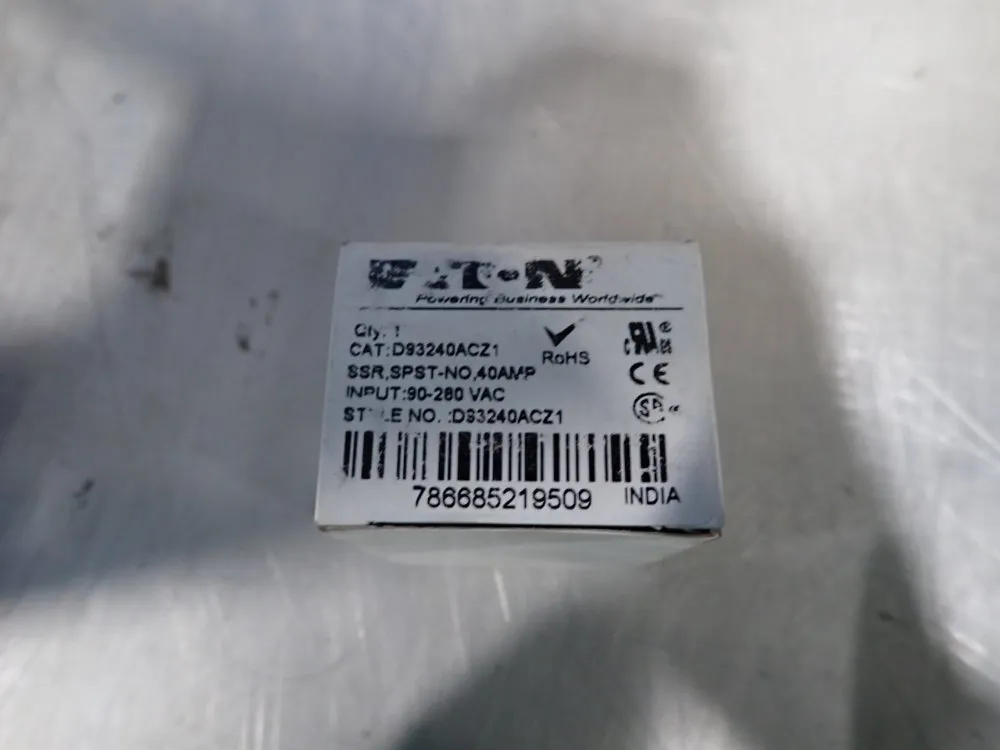 EATON
Powering Business Worldwide
Qty: 1
CAT:D93240ACZ1
RoHS
SSR,SPST-NO,40AMP
INPUT:90-280 VAC
STYLE NO. :D93240ACZ1
786685219509
INDIA